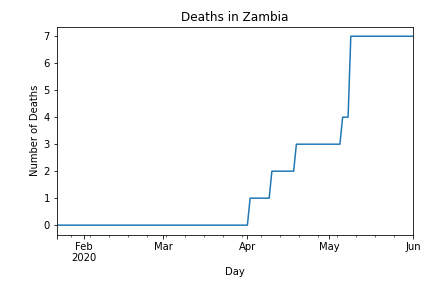 Deaths in Zambia
7
6
5
4
3
2
1
0
Number of Deaths
Feb
2020
Mar
Apr
May
Jun
Day